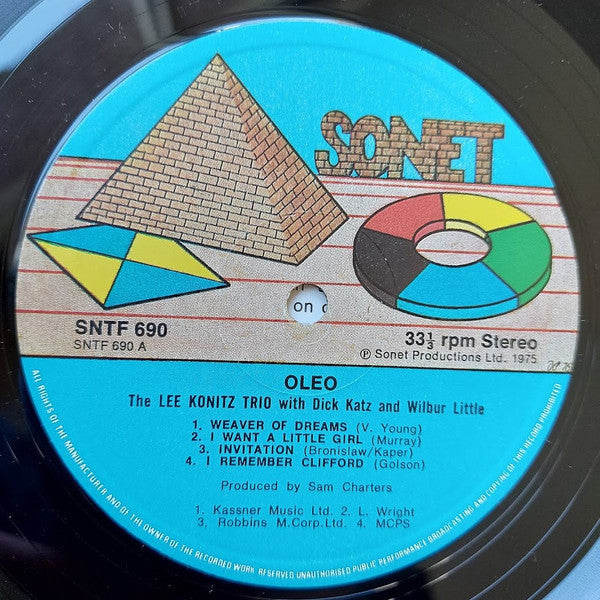 SONET
on
SNTF 690
SNTF 690 A
33⅓ rpm Stereo
℗ Sonet Productions Ltd. 1975
OLEO
The LEE KONITZ TRIO with Dick Katz and Wilbur Little
1. WEAVER OF DREAMS (V. Young)
2. I WANT A LITTLE GIRL (Murray)
3. INVITATION (Bronislaw/Kaper)
4. I REMEMBER CLIFFORD (Golson)
Produced by Sam Charters
1. Kassner Music Ltd. 2. L. Wright
3, Robbins M.Corp.Ltd. 4. MCPS
ALL RIGHTS OF THE MANUFACTURER AND OF THE OWNER OF THE RECORDED WORK RESERVED UNAUTHORISED PUBLIC PERFORMANCE BROADCASTING AND COPYING OF THIS RECORD PROHIBITED